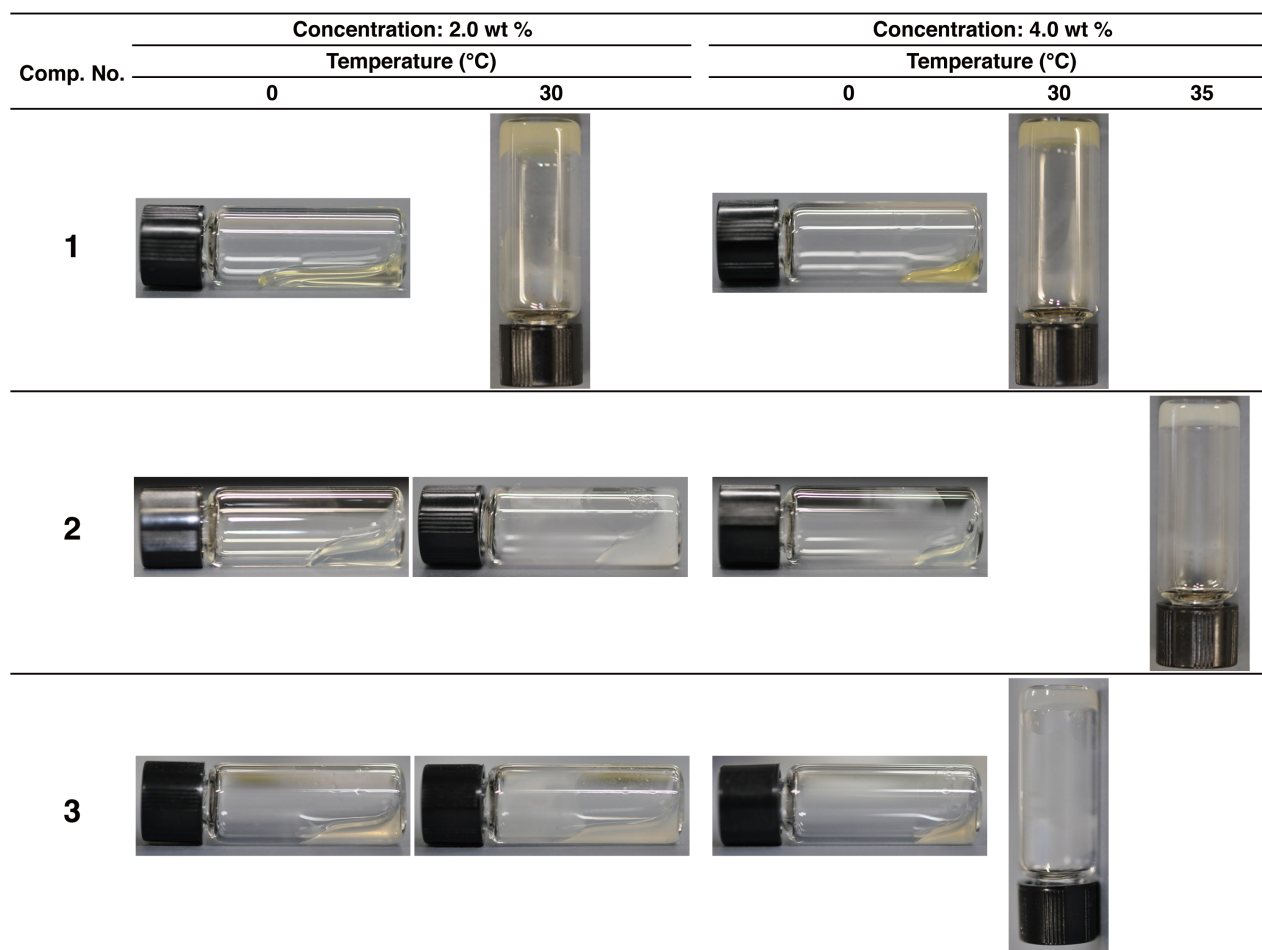 Concentration: 2.0 wt % Concentration: 4.0 wt %
Comp. No. Temperature (°C) Temperature (°C)
0 30 0 30 35
1
2
3